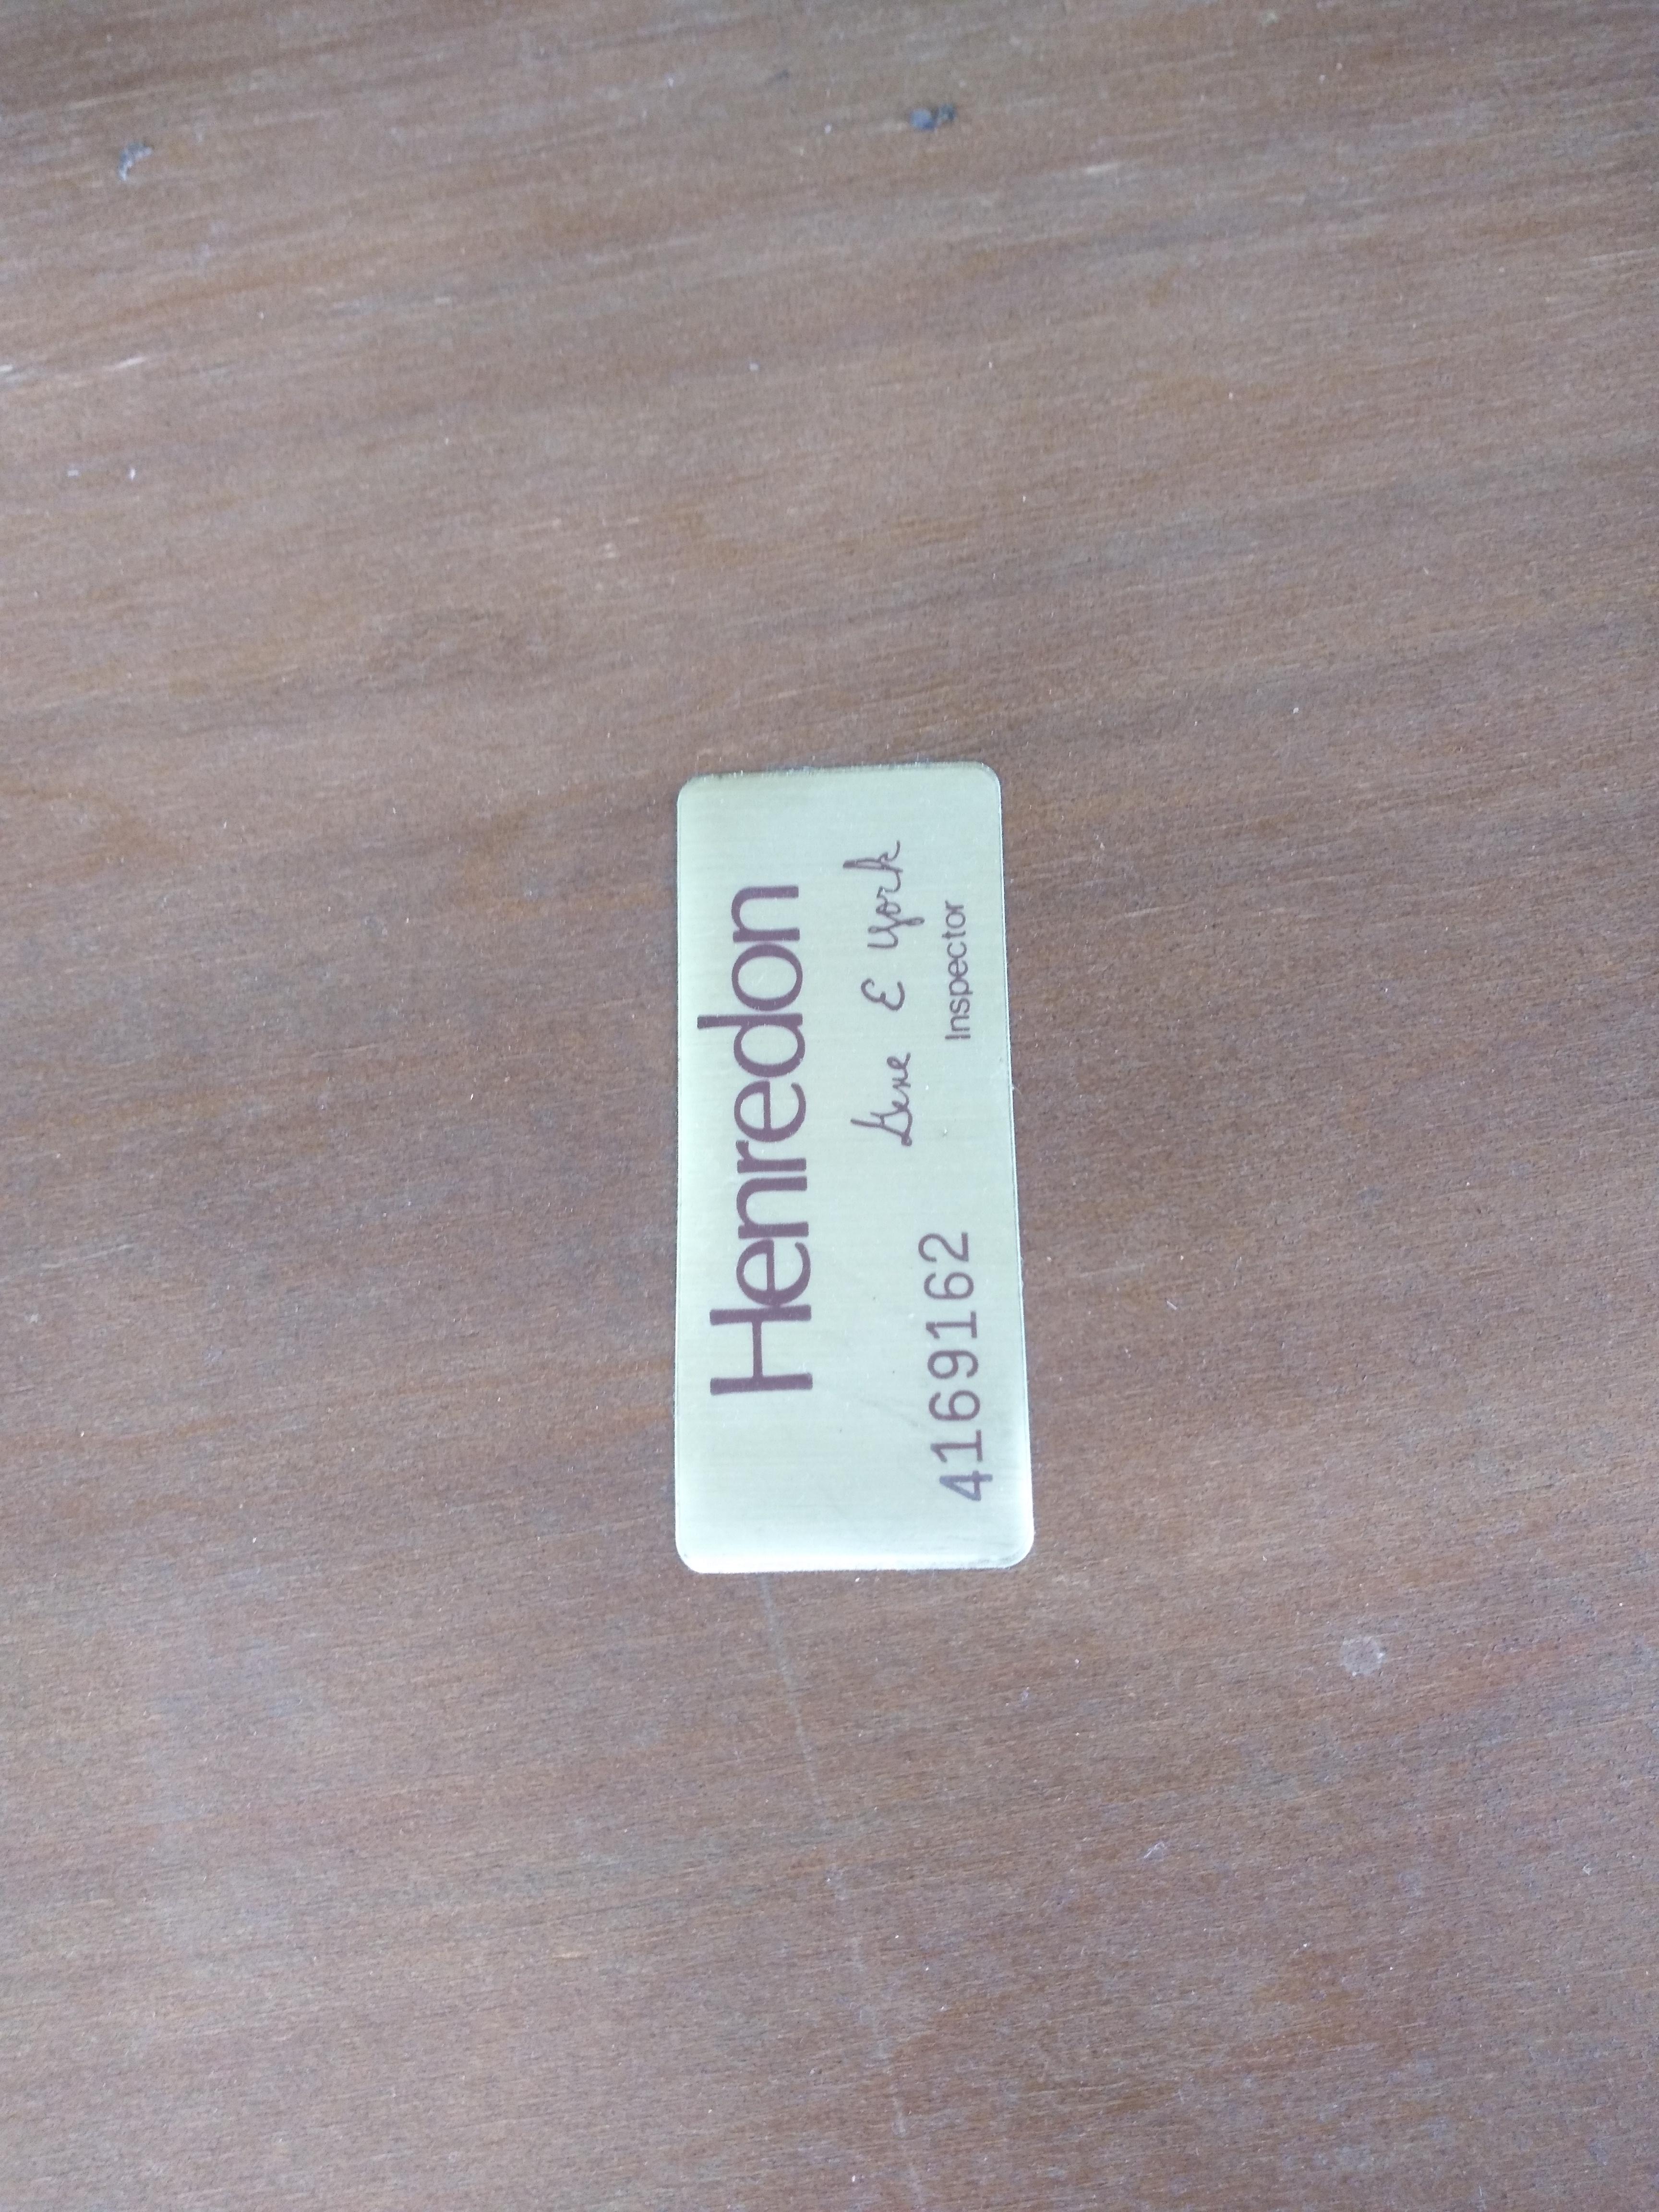 Henredon
Gene E York
4169162 Inspector